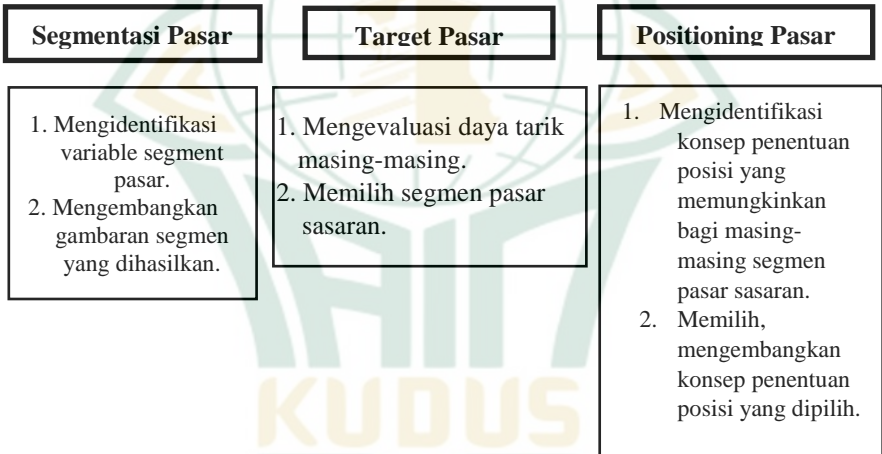 Segmentasi Pasar
Target Pasar
Positioning Pasar
1. Mengidentifikasi
variable segment
pasar.
2. Mengembangkan
gambaran segmen
yang dihasilkan.
1. Mengevaluasi daya tarik
masing-masing.
2. Memilih segmen pasar
sasaran.
1. Mengidentifikasi
konsep penentuan
posisi yang
memungkinkan
bagi masing-
masing segmen
pasar sasaran.
2. Memilih,
mengembangkan
konsep penentuan
posisi yang dipilih.
KUDUS